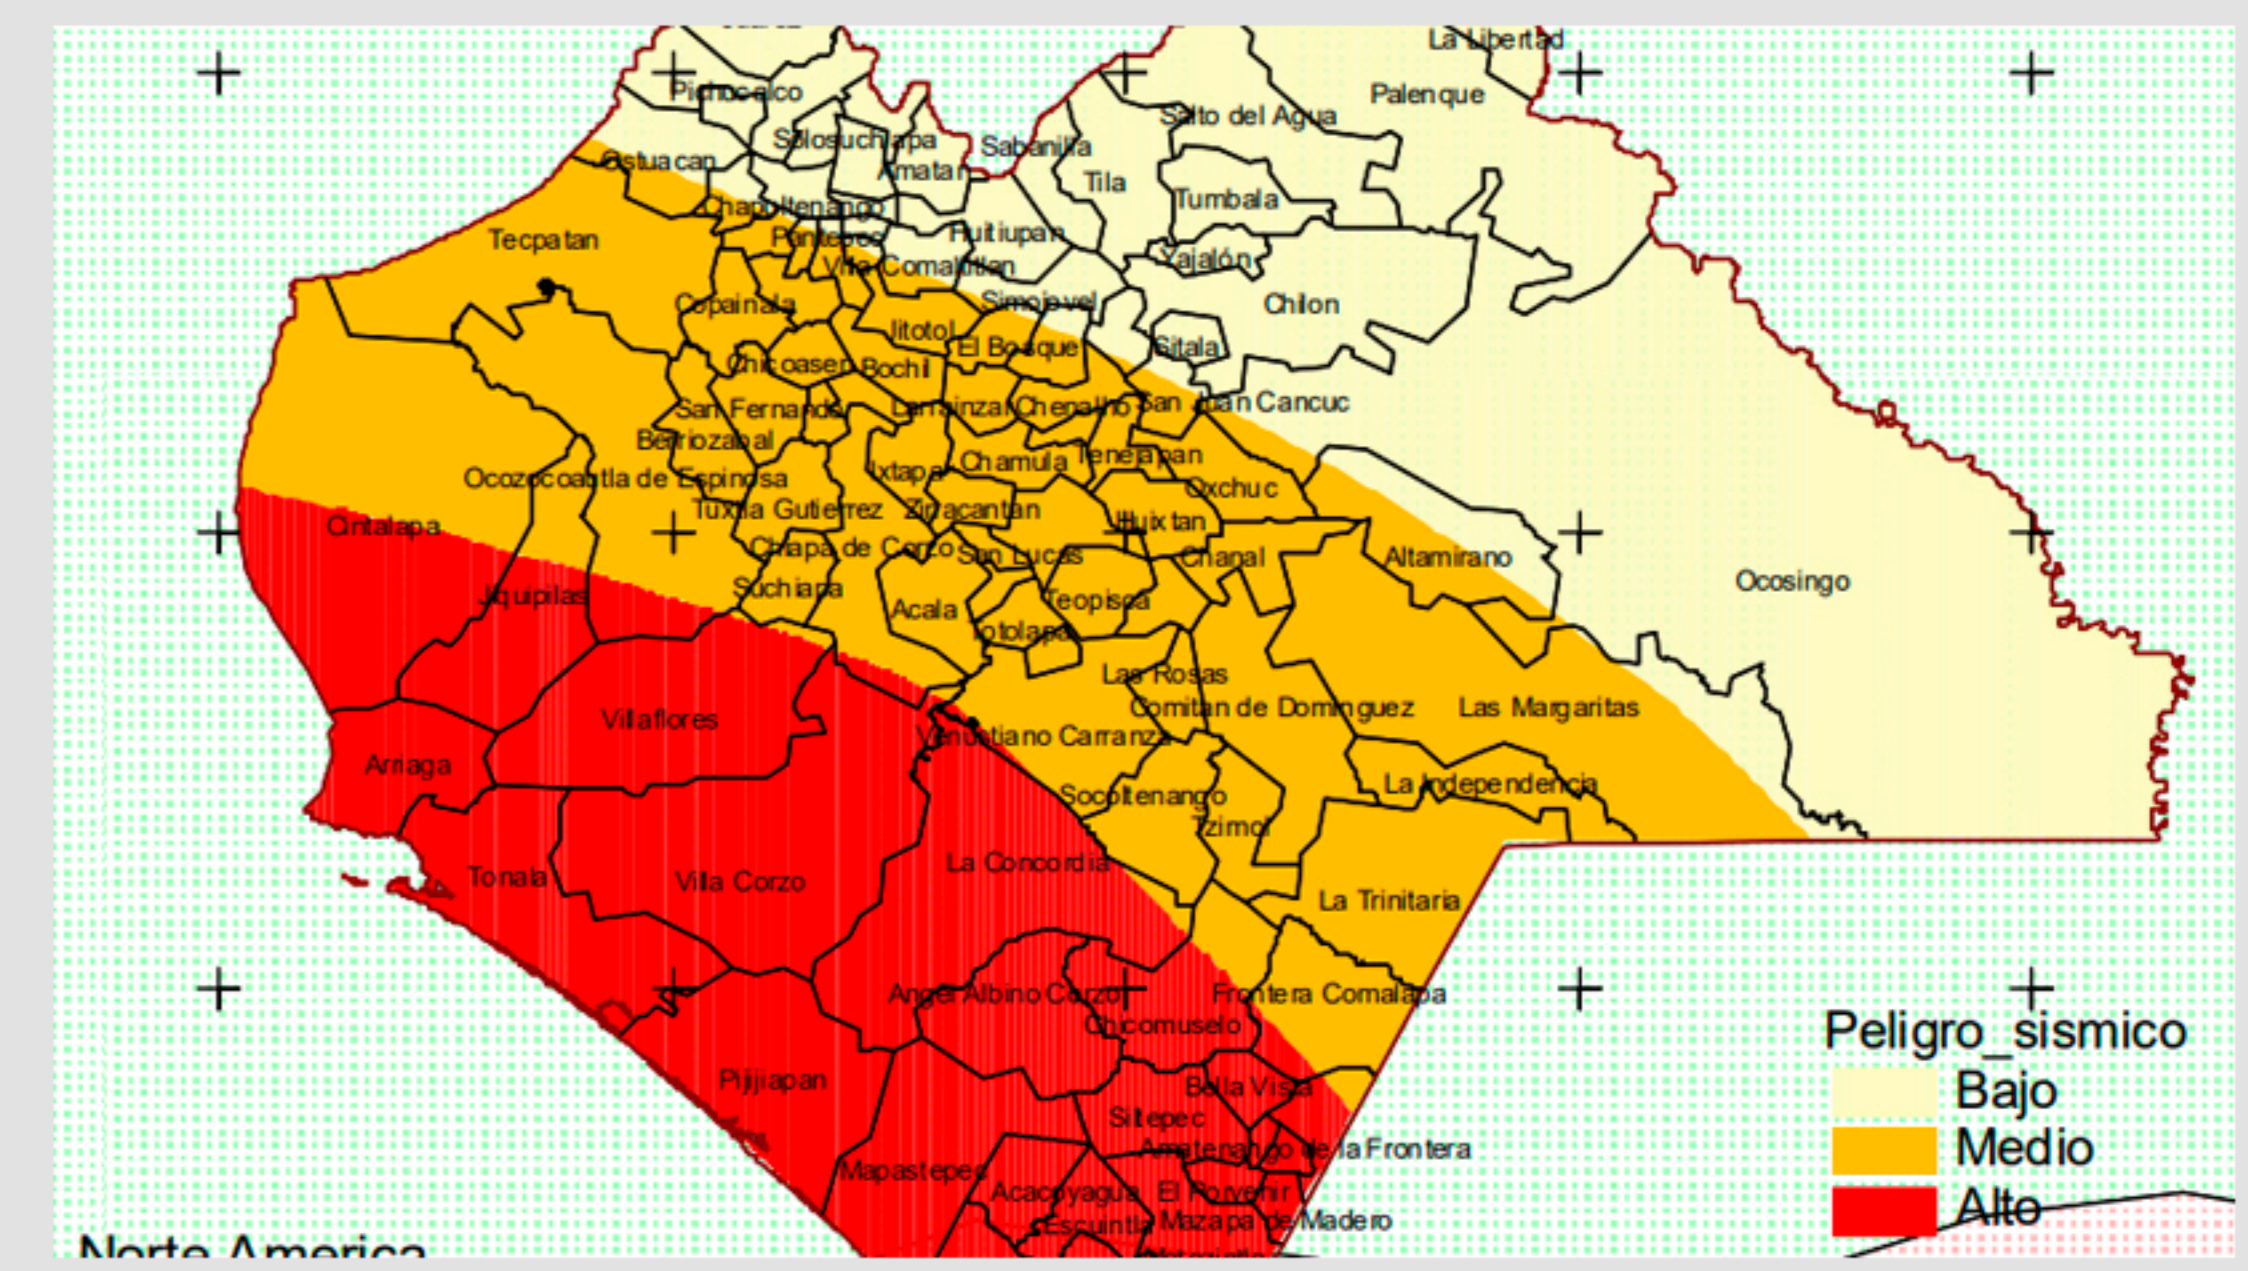 La Libertad
Pichucalco
Palenque
Salto del Agua
Solosuchiapa
Sabanilla
Ostuacan
Amatan
Tila
Tumbala
Chapultenango
Tecpatan
Pantepec
Huitiupan
Yajalón
Villa Comaltitlan
Copainala
Simojovel
Chilon
Jitotol
El Bosque
Sitala
Chicoasen
Bochil
San Fernando
Larrainzar
Chenalho
San Juan Cancuc
Berriozabal
Ixtapa
Chamula
Tenejapan
Ocozocoautla de Espinosa
Oxchuc
Tuxtla Gutierrez
Zinacantan
Huixtan
Cintalapa
Chiapa de Corzo
San Lucas
Chanal
Altamirano
Ocosingo
Jiquipilas
Suchiapa
Acala
Teopisca
Totolapa
Las Rosas
Comitan de Dominguez
Las Margaritas
Villaflores
Venustiano Carranza
Arriaga
Socoltenango
La Independencia
Tzimol
La Concordia
Tonala
Villa Corzo
La Trinitaria
Angel Albino Corzo
Frontera Comalapa
Chicomuselo
Pijijiapan
Bella Vista
Siltepec
Amatenango de la Frontera
Mapastepec
Acacoyagua
El Porvenir
Escuintla
Mazapa de Madero
Norte America
Peligro_sismico
Bajo
Medio
Alto